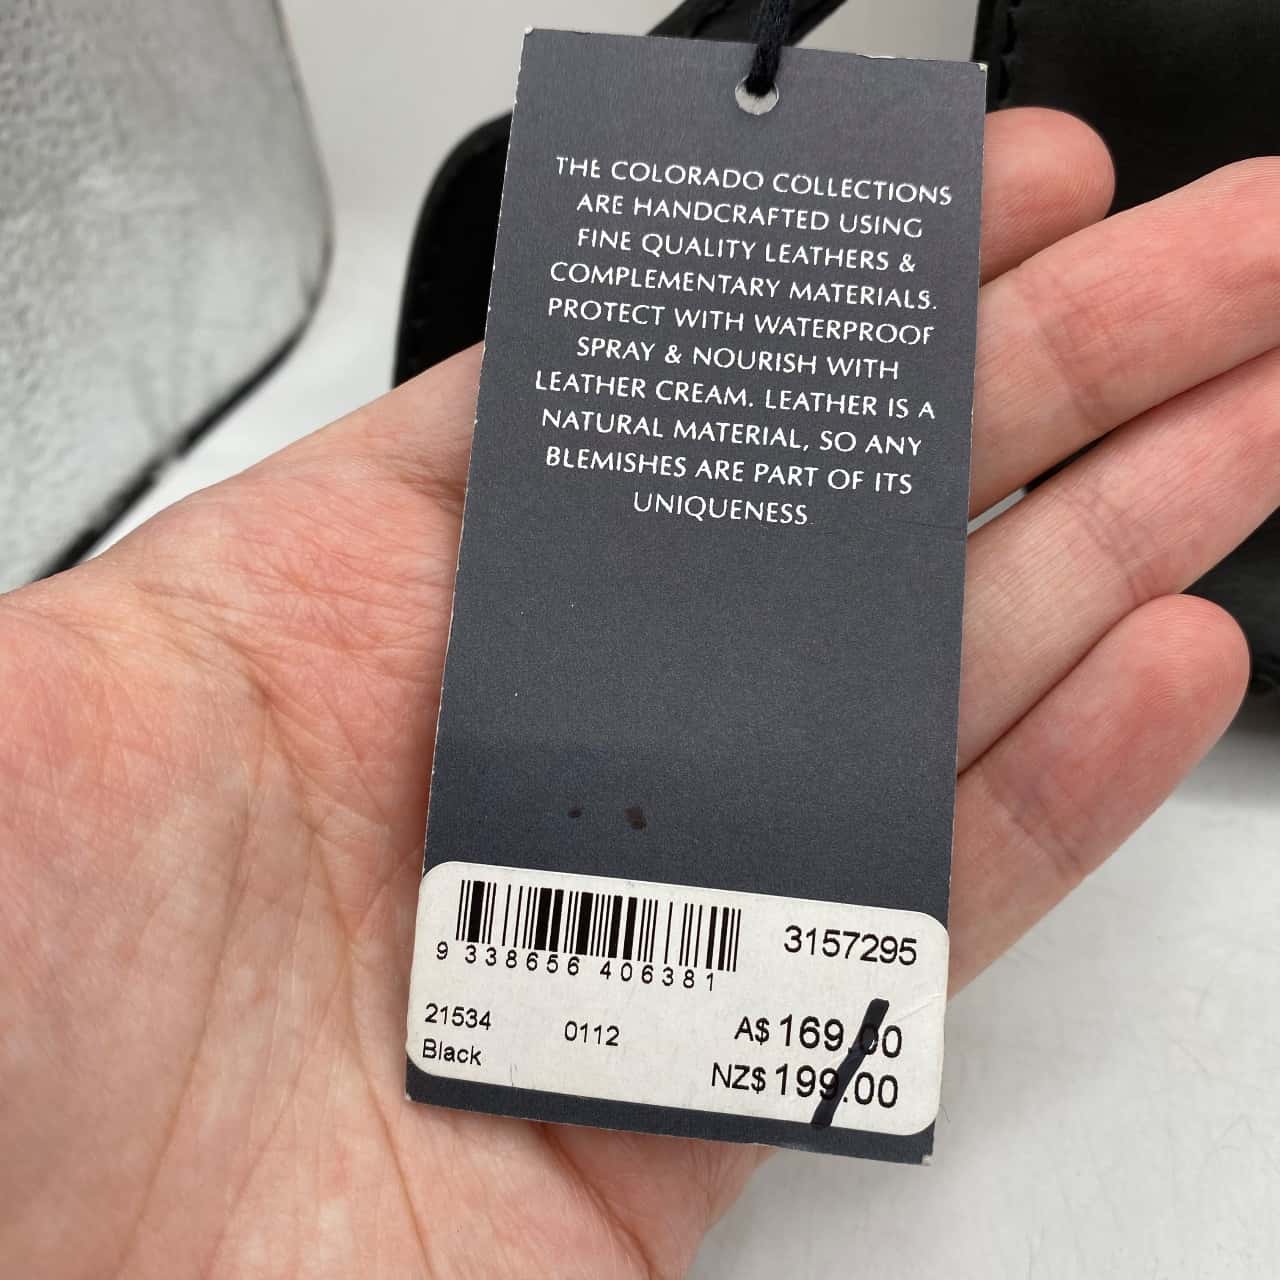 THE COLORADO COLLECTIONS
ARE HANDCRAFTED USING
FINE QUALITY LEATHERS &
COMPLEMENTARY MATERIALS.
PROTECT WITH WATERPROOF
SPRAY & NOURISH WITH
LEATHER CREAM. LEATHER IS A
NATURAL MATERIAL, SO ANY
BLEMISHES ARE PART OF ITS
UNIQUENESS.
9 338656 406381
3157295
21534 0112 A$ 169.00
Black NZ$ 199.00